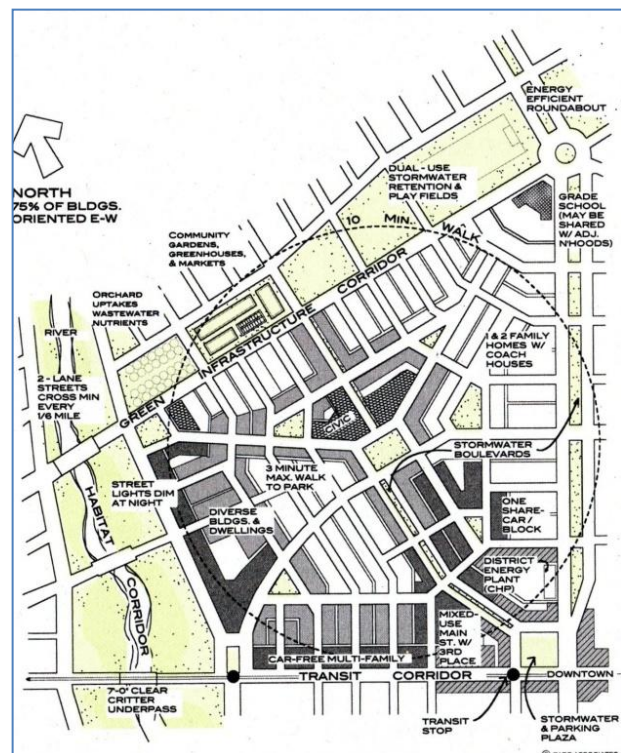 ENERGY
EFFICIENT
ROUNDABOUT
DUAL - USE
STORMWATER
RETENTION &
PLAY FIELDS
NORTH
75% OF BLDGS.
ORIENTED E-W
10 MIN. WALK
GRADE
SCHOOL
(MAY BE
SHARED
W/ ADJ.
N'HOODS)
COMMUNITY
GARDENS,
GREENHOUSES,
& MARKETS
ORCHARD
UPTAKES
WASTEWATER
NUTRIENTS
GREEN INFRASTRUCTURE CORRIDOR
RIVER
2 - LANE
STREETS
CROSS MIN
EVERY
1/6 MILE
1 & 2 FAMILY
HOMES W/
COACH
HOUSES
CIVIC
STORMWATER
BOULEVARDS
STREET
LIGHTS DIM
AT NIGHT
3 MINUTE
MAX. WALK
TO PARK
DIVERSE
BLDGS. &
DWELLINGS
ONE
SHARE-
CAR /
BLOCK
HABITAT CORRIDOR
DISTRICT
ENERGY
PLANT
(CHP)
MIXED-
USE MAIN
ST. W/
3RD
PLACE
CAR-FREE MULTI-FAMILY
TRANSIT CORRIDOR
DOWNTOWN
7'-0" CLEAR
CRITTER
UNDERPASS
TRANSIT
STOP
STORMWATER
& PARKING
PLAZA